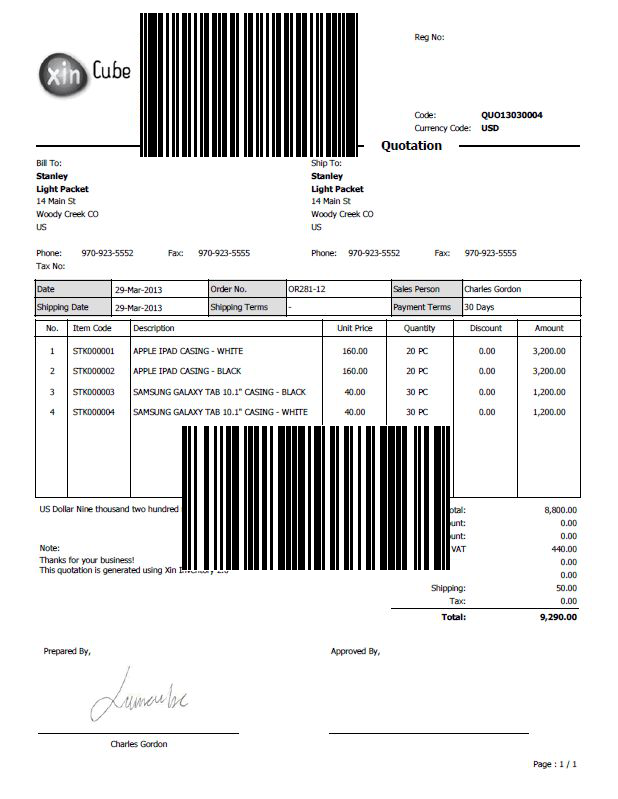 xin Cube
Reg No:
Code: QUO13030004
Currency Code: USD
Quotation
Bill To: Ship To:
Stanley Stanley
Light Packet Light Packet
14 Main St 14 Main St
Woody Creek CO Woody Creek CO
US US
Phone: 970-923-5552 Fax: 970-923-5555 Phone: 970-923-5552 Fax: 970-923-5555
Tax No:
Date 29-Mar-2013 Order No. OR281-12 Sales Person Charles Gordon
Shipping Date 29-Mar-2013 Shipping Terms - Payment Terms 30 Days
No. Item Code Description Unit Price Quantity Discount Amount
1 STK000001 APPLE IPAD CASING - WHITE 160.00 20 PC 0.00 3,200.00
2 STK000002 APPLE IPAD CASING - BLACK 160.00 20 PC 0.00 3,200.00
3 STK000003 SAMSUNG GALAXY TAB 10.1" CASING - BLACK 40.00 30 PC 0.00 1,200.00
4 STK000004 SAMSUNG GALAXY TAB 10.1" CASING - WHITE 40.00 30 PC 0.00 1,200.00
US Dollar Nine thousand two hundred 8,800.00
0.00
0.00
Note: VAT 440.00
Thanks for your business! 0.00
This quotation is generated using Xin 0.00
Shipping: 50.00
Tax: 0.00
Total: 9,290.00
Prepared By, Approved By,
Charles Gordon
Page : 1 / 1